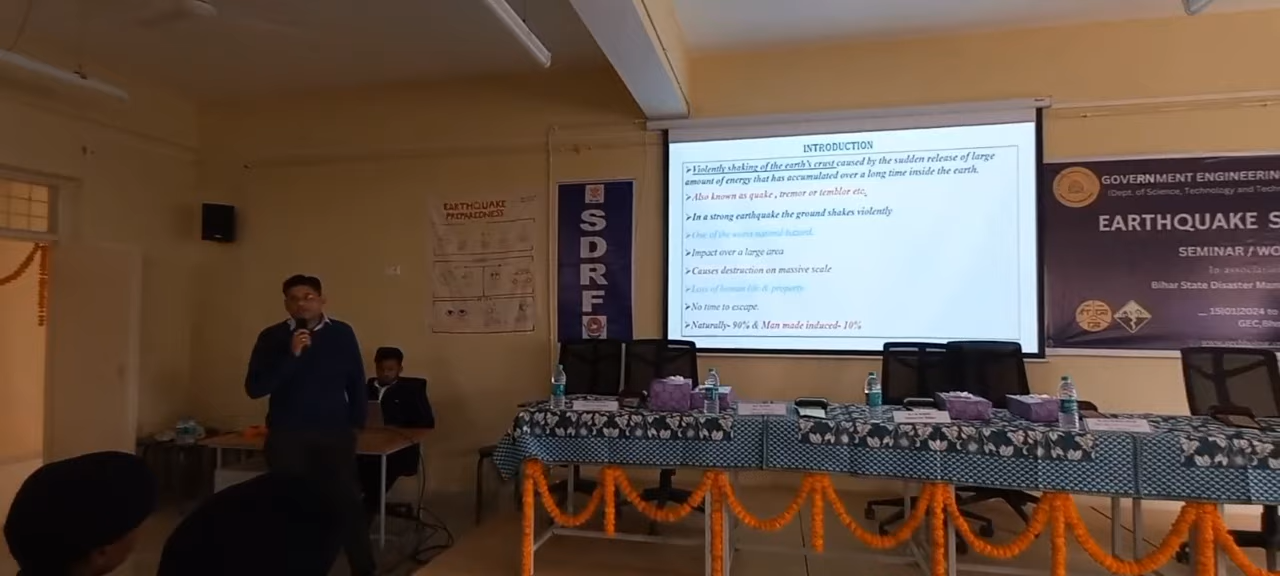 EARTHQUAKE
PREPAREDNESS
SDRF
INTRODUCTION
➢Violently shaking of the earth's crust caused by the sudden release of large
amount of energy that has accumulated over a long time inside the earth.
➢Also known as quake , tremor or temblor etc.
➢In a strong earthquake the ground shakes violently
➢One of the worst natural hazard.
➢Impact over a large area
➢Causes destruction on massive scale
➢Loss of human life & property
➢No time to escape.
➢Naturally- 90% & Man made induced- 10%
GOVERNMENT ENGINEERING
(Dept. of Science, Technology and Tech
EARTHQUAKE S
SEMINAR / WO
In associatio
Bihar State Disaster Man
15|01|2024 to
GEC,Bh